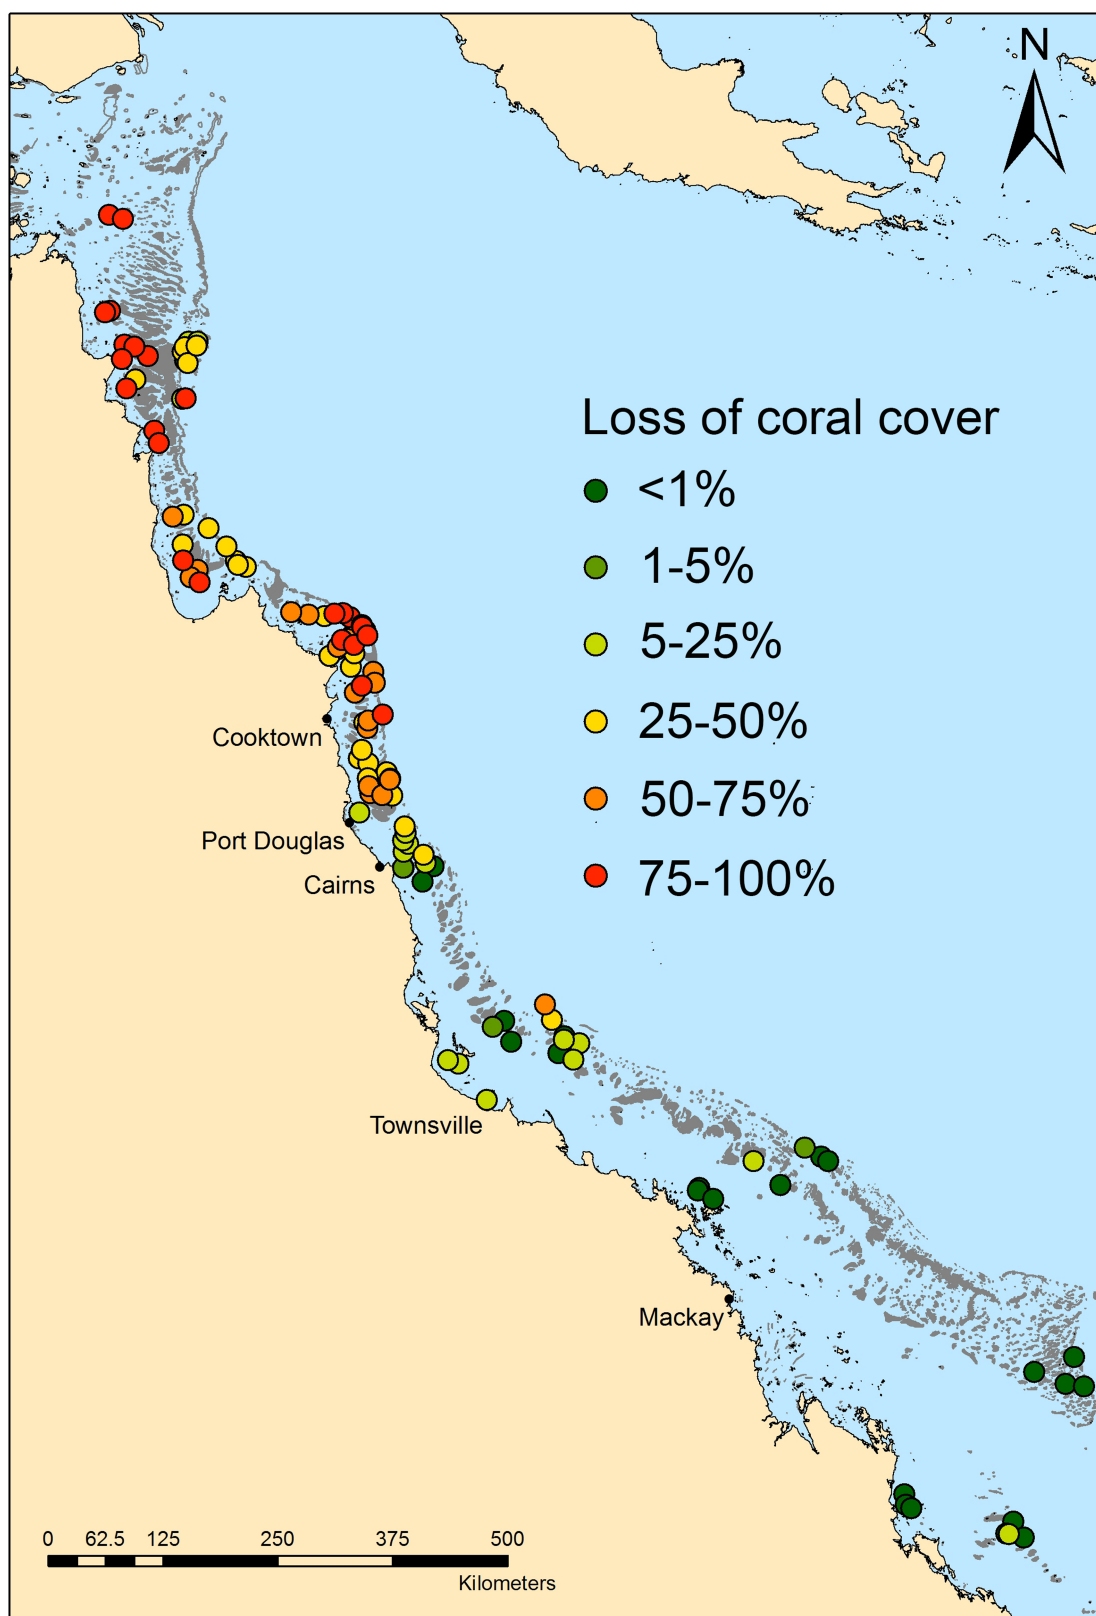 N
Loss of coral cover
<1%
1-5%
5-25%
25-50%
50-75%
75-100%
Cooktown
Port Douglas
Cairns
Townsville
Mackay
0 62.5 125 250 375 500
Kilometers